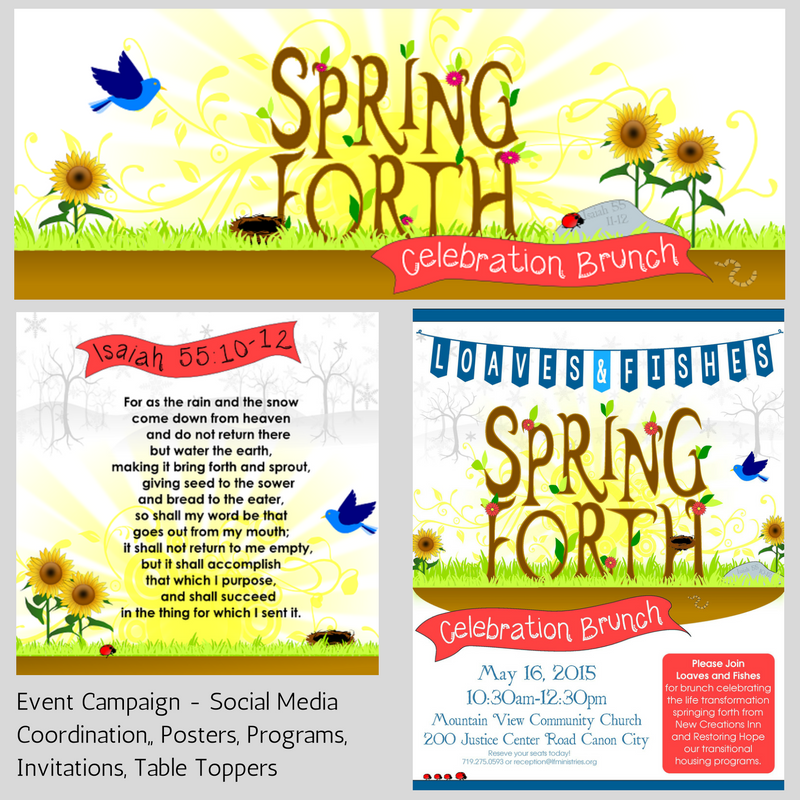 SPRING
FORTH
Isaiah 55
11-12
Celebration Brunch
Isaiah 55:10-12
For as the rain and the snow
come down from heaven
and do not return there
but water the earth,
making it bring forth and sprout,
giving seed to the sower
and bread to the eater,
so shall my word be that
goes out from my mouth;
it shall not return to me empty,
but it shall accomplish
that which I purpose,
and shall succeed
in the thing for which I sent it.
Event Campaign - Social Media
Coordination,, Posters, Programs,
Invitations, Table Toppers
LOAVES & FISHES
SPRING
FORTH
Celebration Brunch
May 16, 2015
10:30am-12:30pm
Mountain View Community Church
200 Justice Center Road Canon City
Reseve your seats today!
719.275.0593 or reception@lfministries.org
Please Join
Loaves and Fishes
for brunch celebrating
the life transformation
springing forth from
New Creations Inn
and Restoring Hope
our transitional
housing programs.